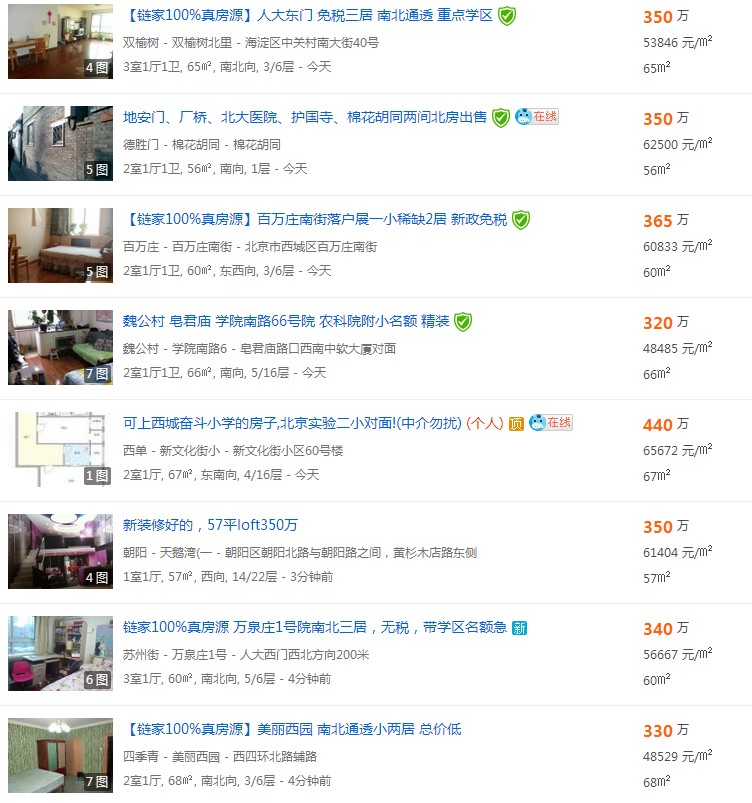 【链家100%真房源】人大东门 免税三居 南北通透 重点学区
350 万
双榆树 - 双榆树北里 - 海淀区中关村南大街40号
53846 元/㎡
3室1厅1卫, 65㎡, 南北向, 3/6层 - 今天
65㎡
4 图
地安门、厂桥、北大医院、护国寺、棉花胡同两间北房出售 在线
350 万
德胜门 - 棉花胡同 - 棉花胡同
62500 元/㎡
2室1厅1卫, 56㎡, 南向, 1层 - 今天
56㎡
5 图
【链家100%真房源】百万庄南街落户展一小稀缺2居 新政免税
365 万
百万庄 - 百万庄南街 - 北京市西城区百万庄南街
60833 元/㎡
2室1厅1卫, 60㎡, 东西向, 3/6层 - 今天
60㎡
5 图
魏公村 皂君庙 学院南路66号院 农科院附小名额 精装
320 万
魏公村 - 学院南路6 - 皂君庙路口西南中软大厦对面
48485 元/㎡
2室1厅1卫, 66㎡, 南向, 5/16层 - 今天
66㎡
7 图
可上西城奋斗小学的房子,北京实验二小对面!(中介勿扰) (个人) 顶 在线
440 万
西单 - 新文化街小 - 新文化街小区60号楼
65672 元/㎡
2室1厅, 67㎡, 东南向, 4/16层 - 今天
67㎡
1 图
新装修好的，57平loft350万
350 万
朝阳 - 天懿湾(一 - 朝阳区朝阳北路与朝阳路之间，黄杉木店路东侧
61404 元/㎡
1室1厅, 57㎡, 西向, 14/22层 - 3分钟前
57㎡
4 图
链家100%真房源 万泉庄1号院南北三居，无税，带学区名额急 新
340 万
苏州街 - 万泉庄1号 - 人大西门西北方向200米
56667 元/㎡
3室1厅, 60㎡, 南北向, 5/6层 - 4分钟前
60㎡
6 图
【链家100%真房源】美丽西园 南北通透小两居 总价低
330 万
四季青 - 美丽西园 - 西四环北路辅路
48529 元/㎡
2室1厅, 68㎡, 南北向, 3/6层 - 4分钟前
68㎡
7 图